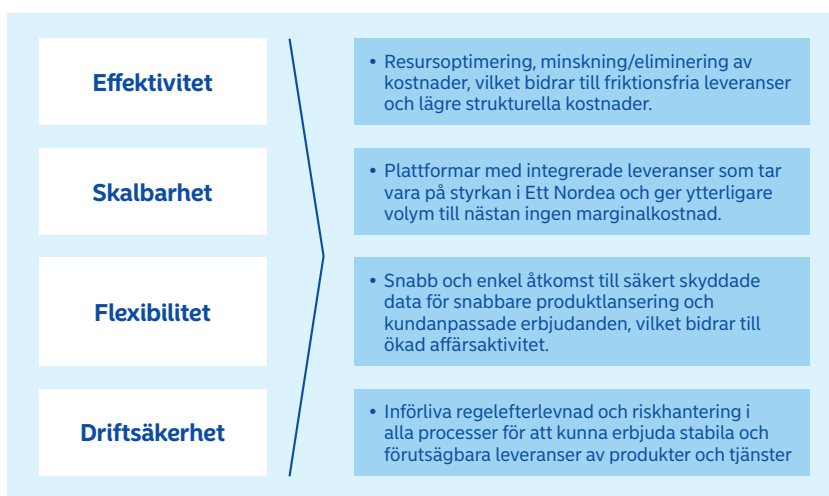 Effektivitet
• Resursoptimering, minskning/eliminering av
kostnader, vilket bidrar till friktionsfria leveranser
och lägre strukturella kostnader.
Skalbarhet
• Plattformar med integrerade leveranser som tar
vara på styrkan i Ett Nordea och ger ytterligare
volym till nästan ingen marginalkostnad.
Flexibilitet
• Snabb och enkel åtkomst till säkert skyddade
data för snabbare produktlansering och
kundanpassade erbjudanden, vilket bidrar till
ökad affärsaktivitet.
Driftsäkerhet
• Införliva regelefterlevnad och riskhantering i
alla processer för att kunna erbjuda stabila och
förutsägbara leveranser av produkter och tjänster